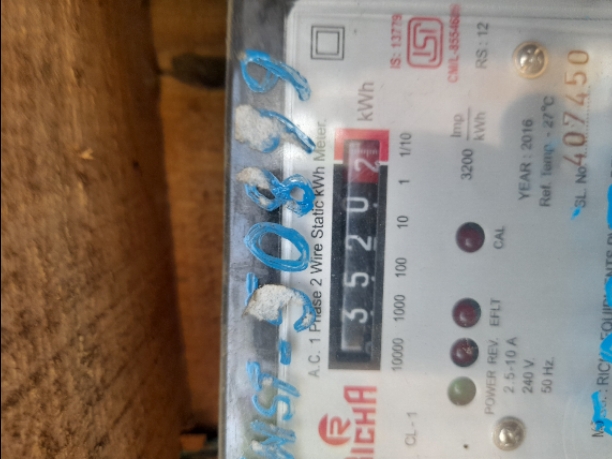 A.C. 1 Phase 2 Wire Static kWh Meter.
IS: 13779
RICHA
135202 kWh
10000 1000 100 10 1 1/10
RS: 12
CL - 1
3200 Imp kWh
POWER REV. EFLT CAL
2.5-10 A
240 V.
50 Hz.
YEAR : 2016
Ref. Temp - 27°C
SL. No 407450